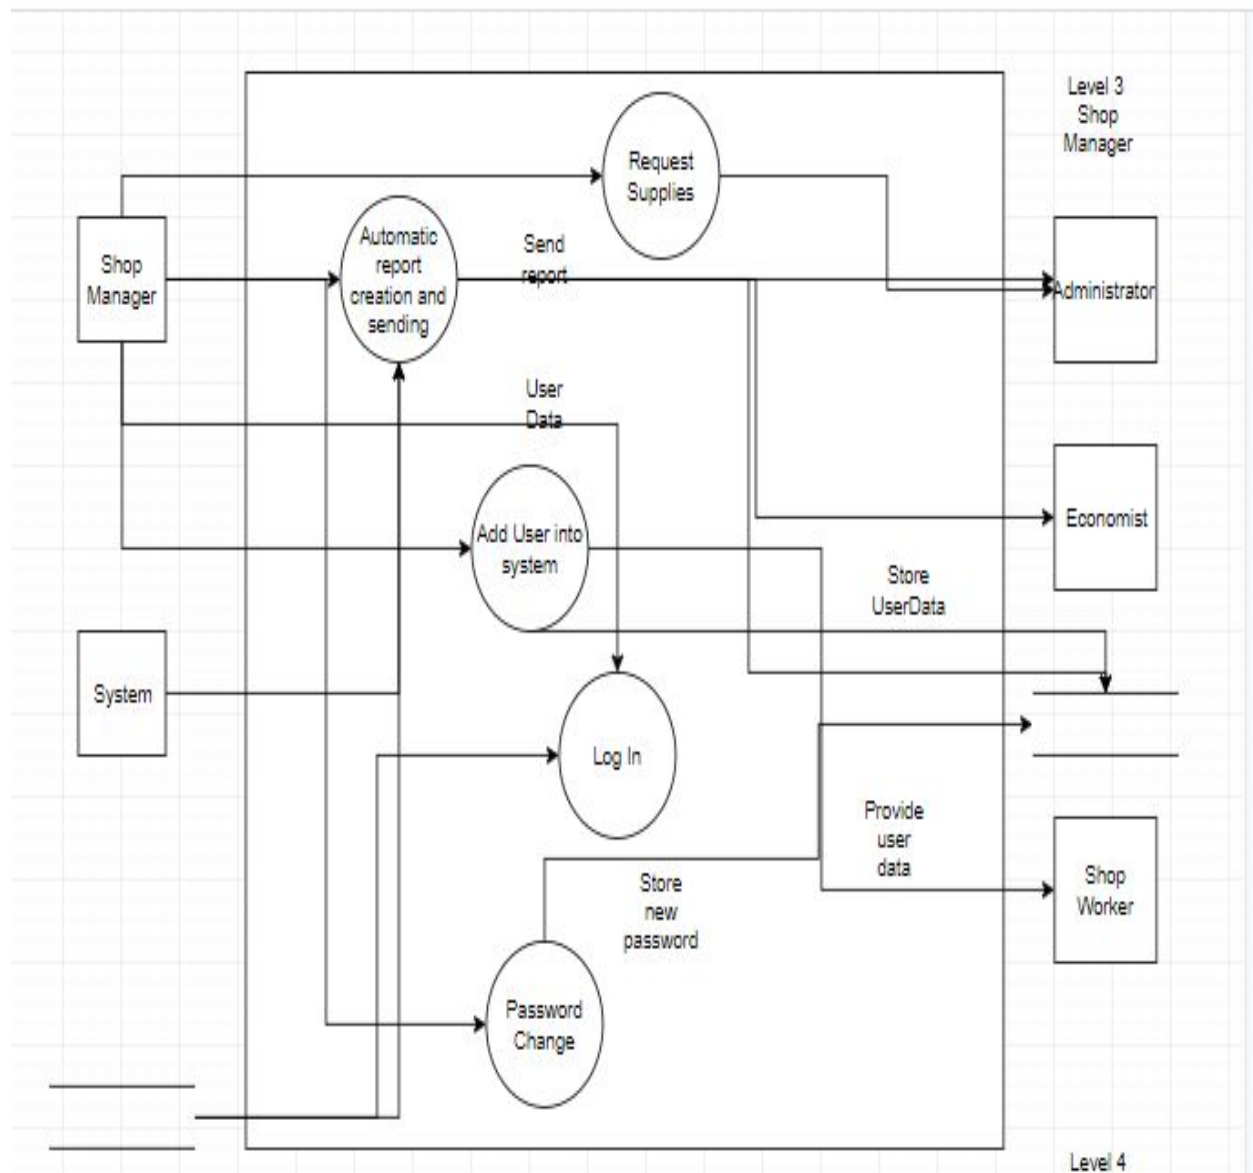 Level 3
Shop
Manager
Request
Supplies
Automatic
report
creation and
sending
Send
report
Shop
Manager
Administrator
User
Data
Add User into
system
Economist
Store
UserData
System
Log In
Provide
user
data
Store
new
password
Shop
Worker
Password
Change
Level 4